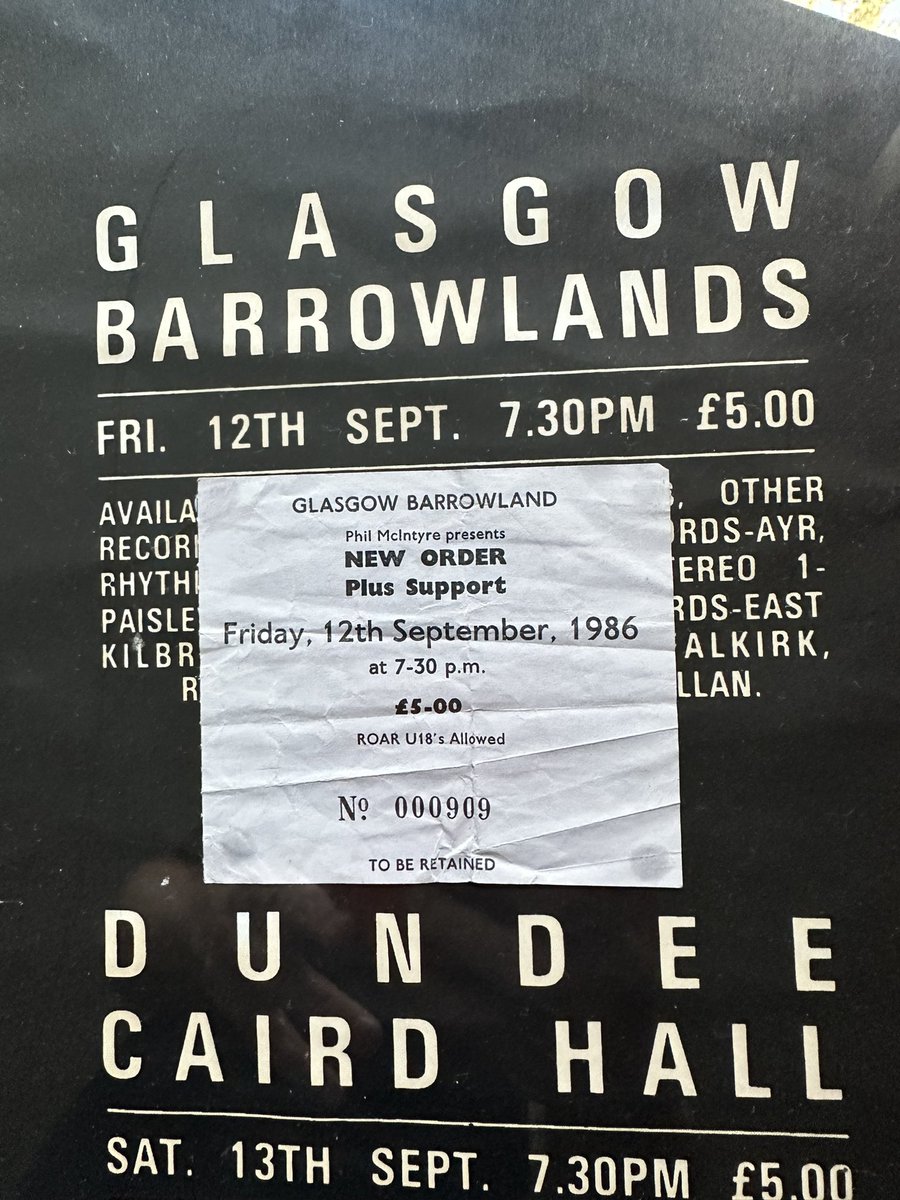 GLASGOW
BARROWLANDS
FRI. 12TH SEPT. 7.30PM £5.00
OTHER
GLASGOW BARROWLAND
Phil McIntyre presents
NEW ORDER
Plus Support
Friday, 12th September, 1986
at 7-30 p.m.
£5-00
ROAR U18's Allowed
Nº 000909
TO BE RETAINED
AVAILA
RECOR RDS-AYR,
RHYTH EREO 1-
PAISLE RDS-EAST
KILBR ALKIRK,
R LLAN.
DUNDEE
CAIRD HALL
SAT. 13TH SEPT. 7.30PM £5.00